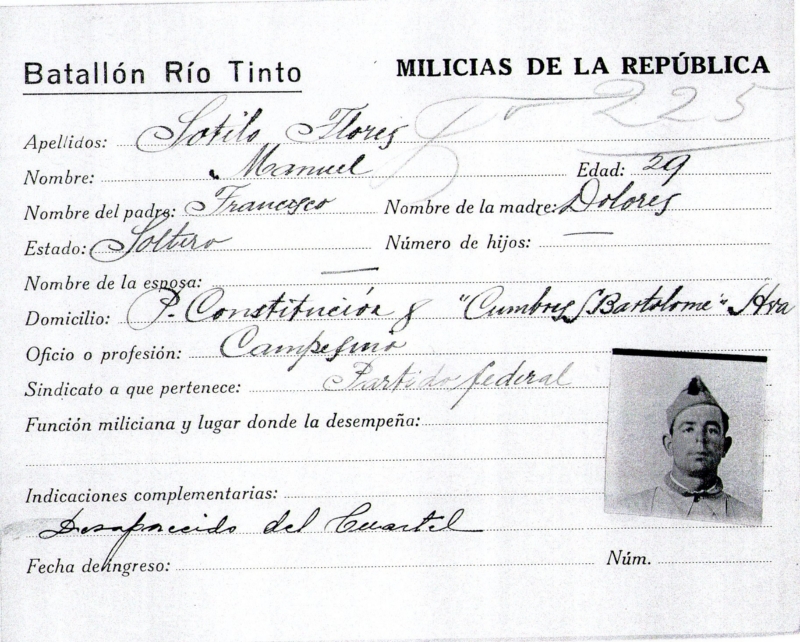 Batallón Río Tinto
MILICIAS DE LA REPÚBLICA
225
Apellidos: Sotilo Flores
Nombre: Manuel Edad: 29
Nombre del padre: Francisco Nombre de la madre: Dolores
Estado: Soltero Número de hijos: —
Nombre de la esposa: —
Domicilio: P. Constitución 8 "Cumbres S Bartolome" Hva
Oficio o profesión: Campesino
Sindicato a que pertenece: Partido federal
Función miliciana y lugar donde la desempeña:
Indicaciones complementarias:
Desaparecido del Cuartel
Fecha de ingreso: Núm.